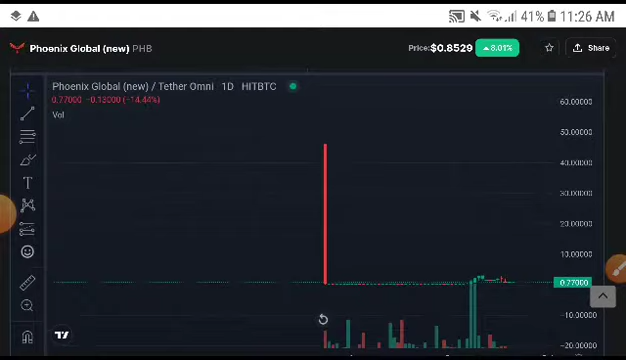 41% 11:26 AM
Phoenix Global (new) PHB
Price: $0.8529
8.01%
Share
Phoenix Global (new) / Tether Omni 1D HITBTC
0.77000 −0.13000 (−14.44%)
Vol
60.00000
50.00000
40.00000
30.00000
20.00000
10.00000
0.77000
−10.00000
−20.00000
T